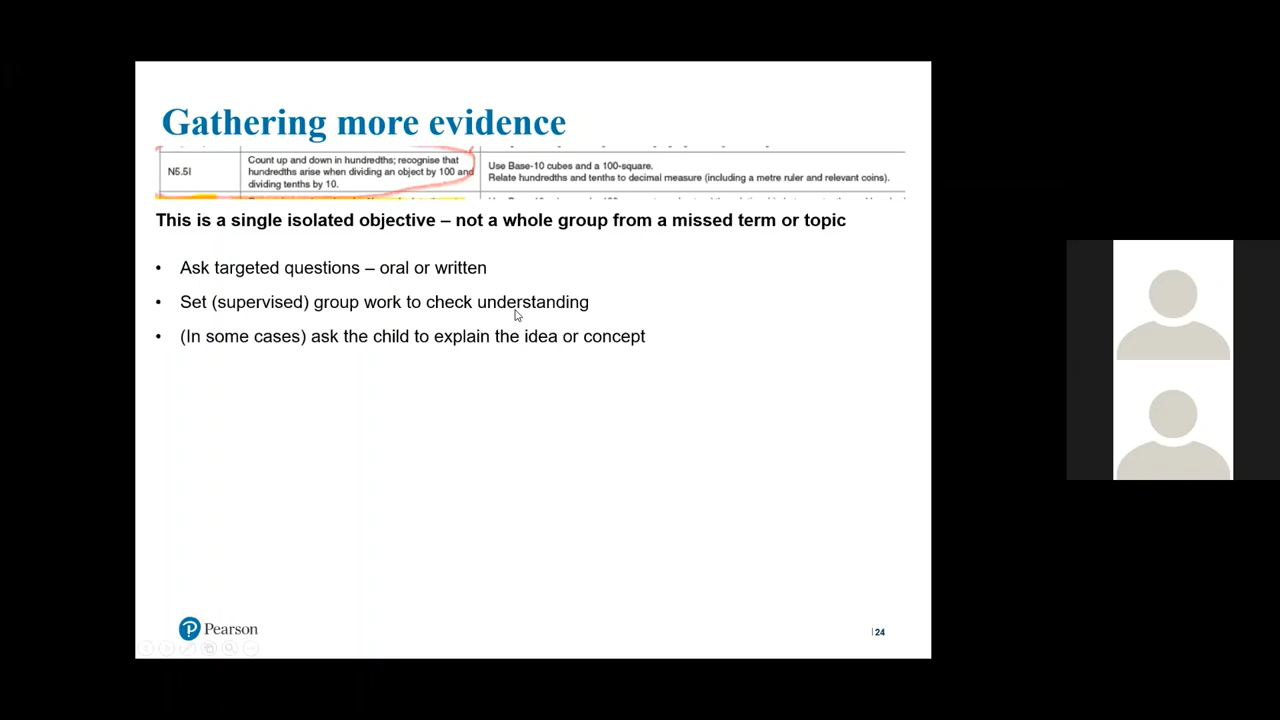 Gathering more evidence
N5.5I
Count up and down in hundredths; recognise that
hundredths arise when dividing an object by 100 and
dividing tenths by 10.
Use Base-10 cubes and a 100-square.
Relate hundredths and tenths to decimal measure (including a metre ruler and relevant coins).
This is a single isolated objective – not a whole group from a missed term or topic
• Ask targeted questions – oral or written
• Set (supervised) group work to check understanding
• (In some cases) ask the child to explain the idea or concept
Pearson
24